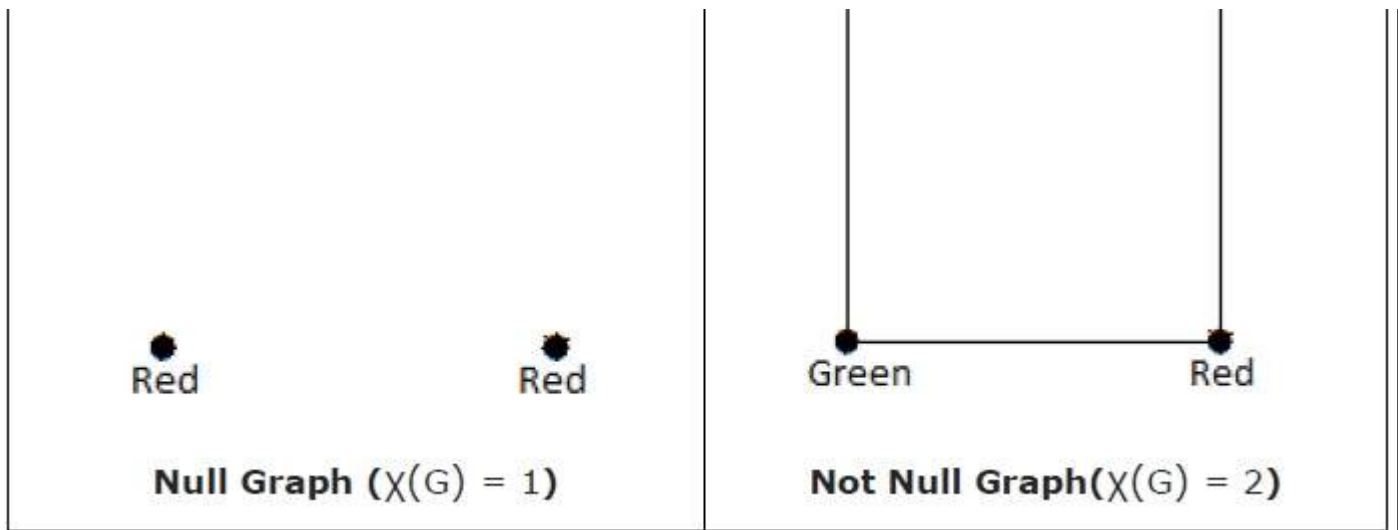 Red Red
Green Red
Null Graph (χ(G) = 1)
Not Null Graph(χ(G) = 2)